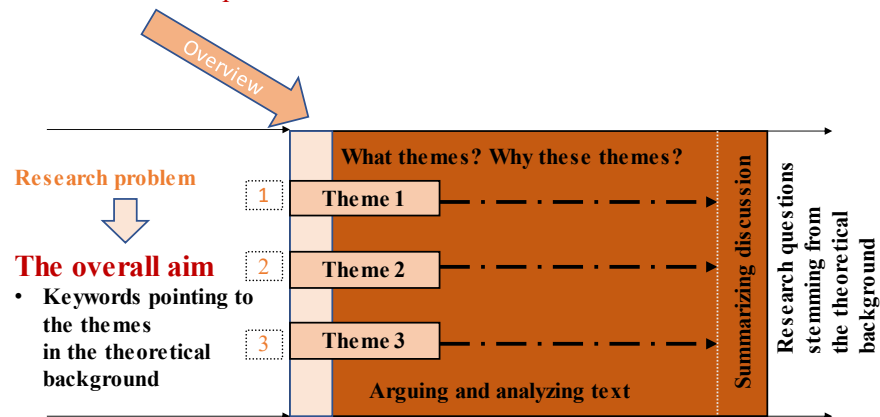 Overview
What themes? Why these themes?
Research problem
1
Theme 1
The overall aim
2
Theme 2
• Keywords pointing to
the themes
in the theoretical
background
3
Theme 3
Arguing and analyzing text
Summarizing discussion
Research questions
stemming from
the theoretical
background